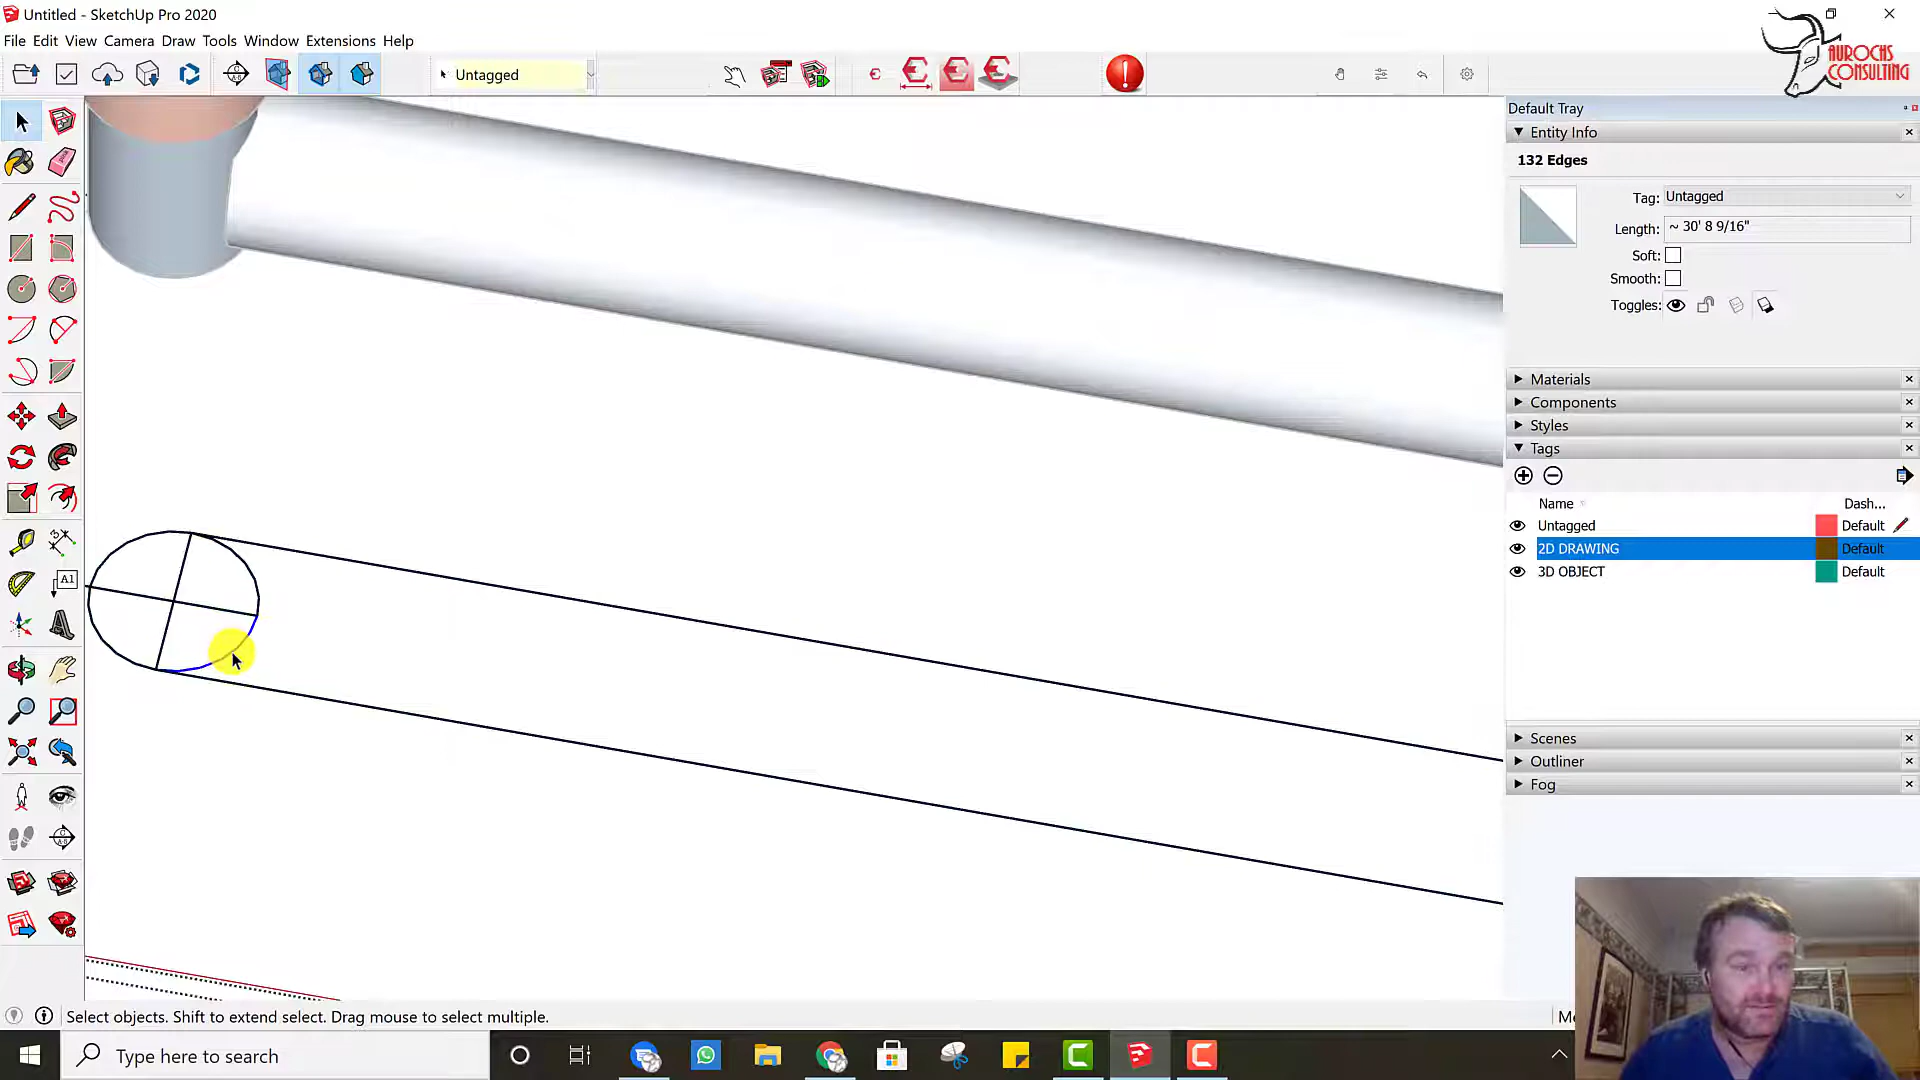 Untitled - SketchUp Pro 2020
File Edit View Camera Draw Tools Window Extensions Help
AUROCHS
CONSULTING
Untagged
Default Tray
Entity Info
132 Edges
Tag: Untagged
Length: ~ 30' 8 9/16"
Soft:
Smooth:
Toggles:
Materials
Components
Styles
Tags
Name Dash...
Untagged Default
2D DRAWING Default
3D OBJECT Default
A1
Scenes
Outliner
Fog
Select objects. Shift to extend select. Drag mouse to select multiple.
Type here to search